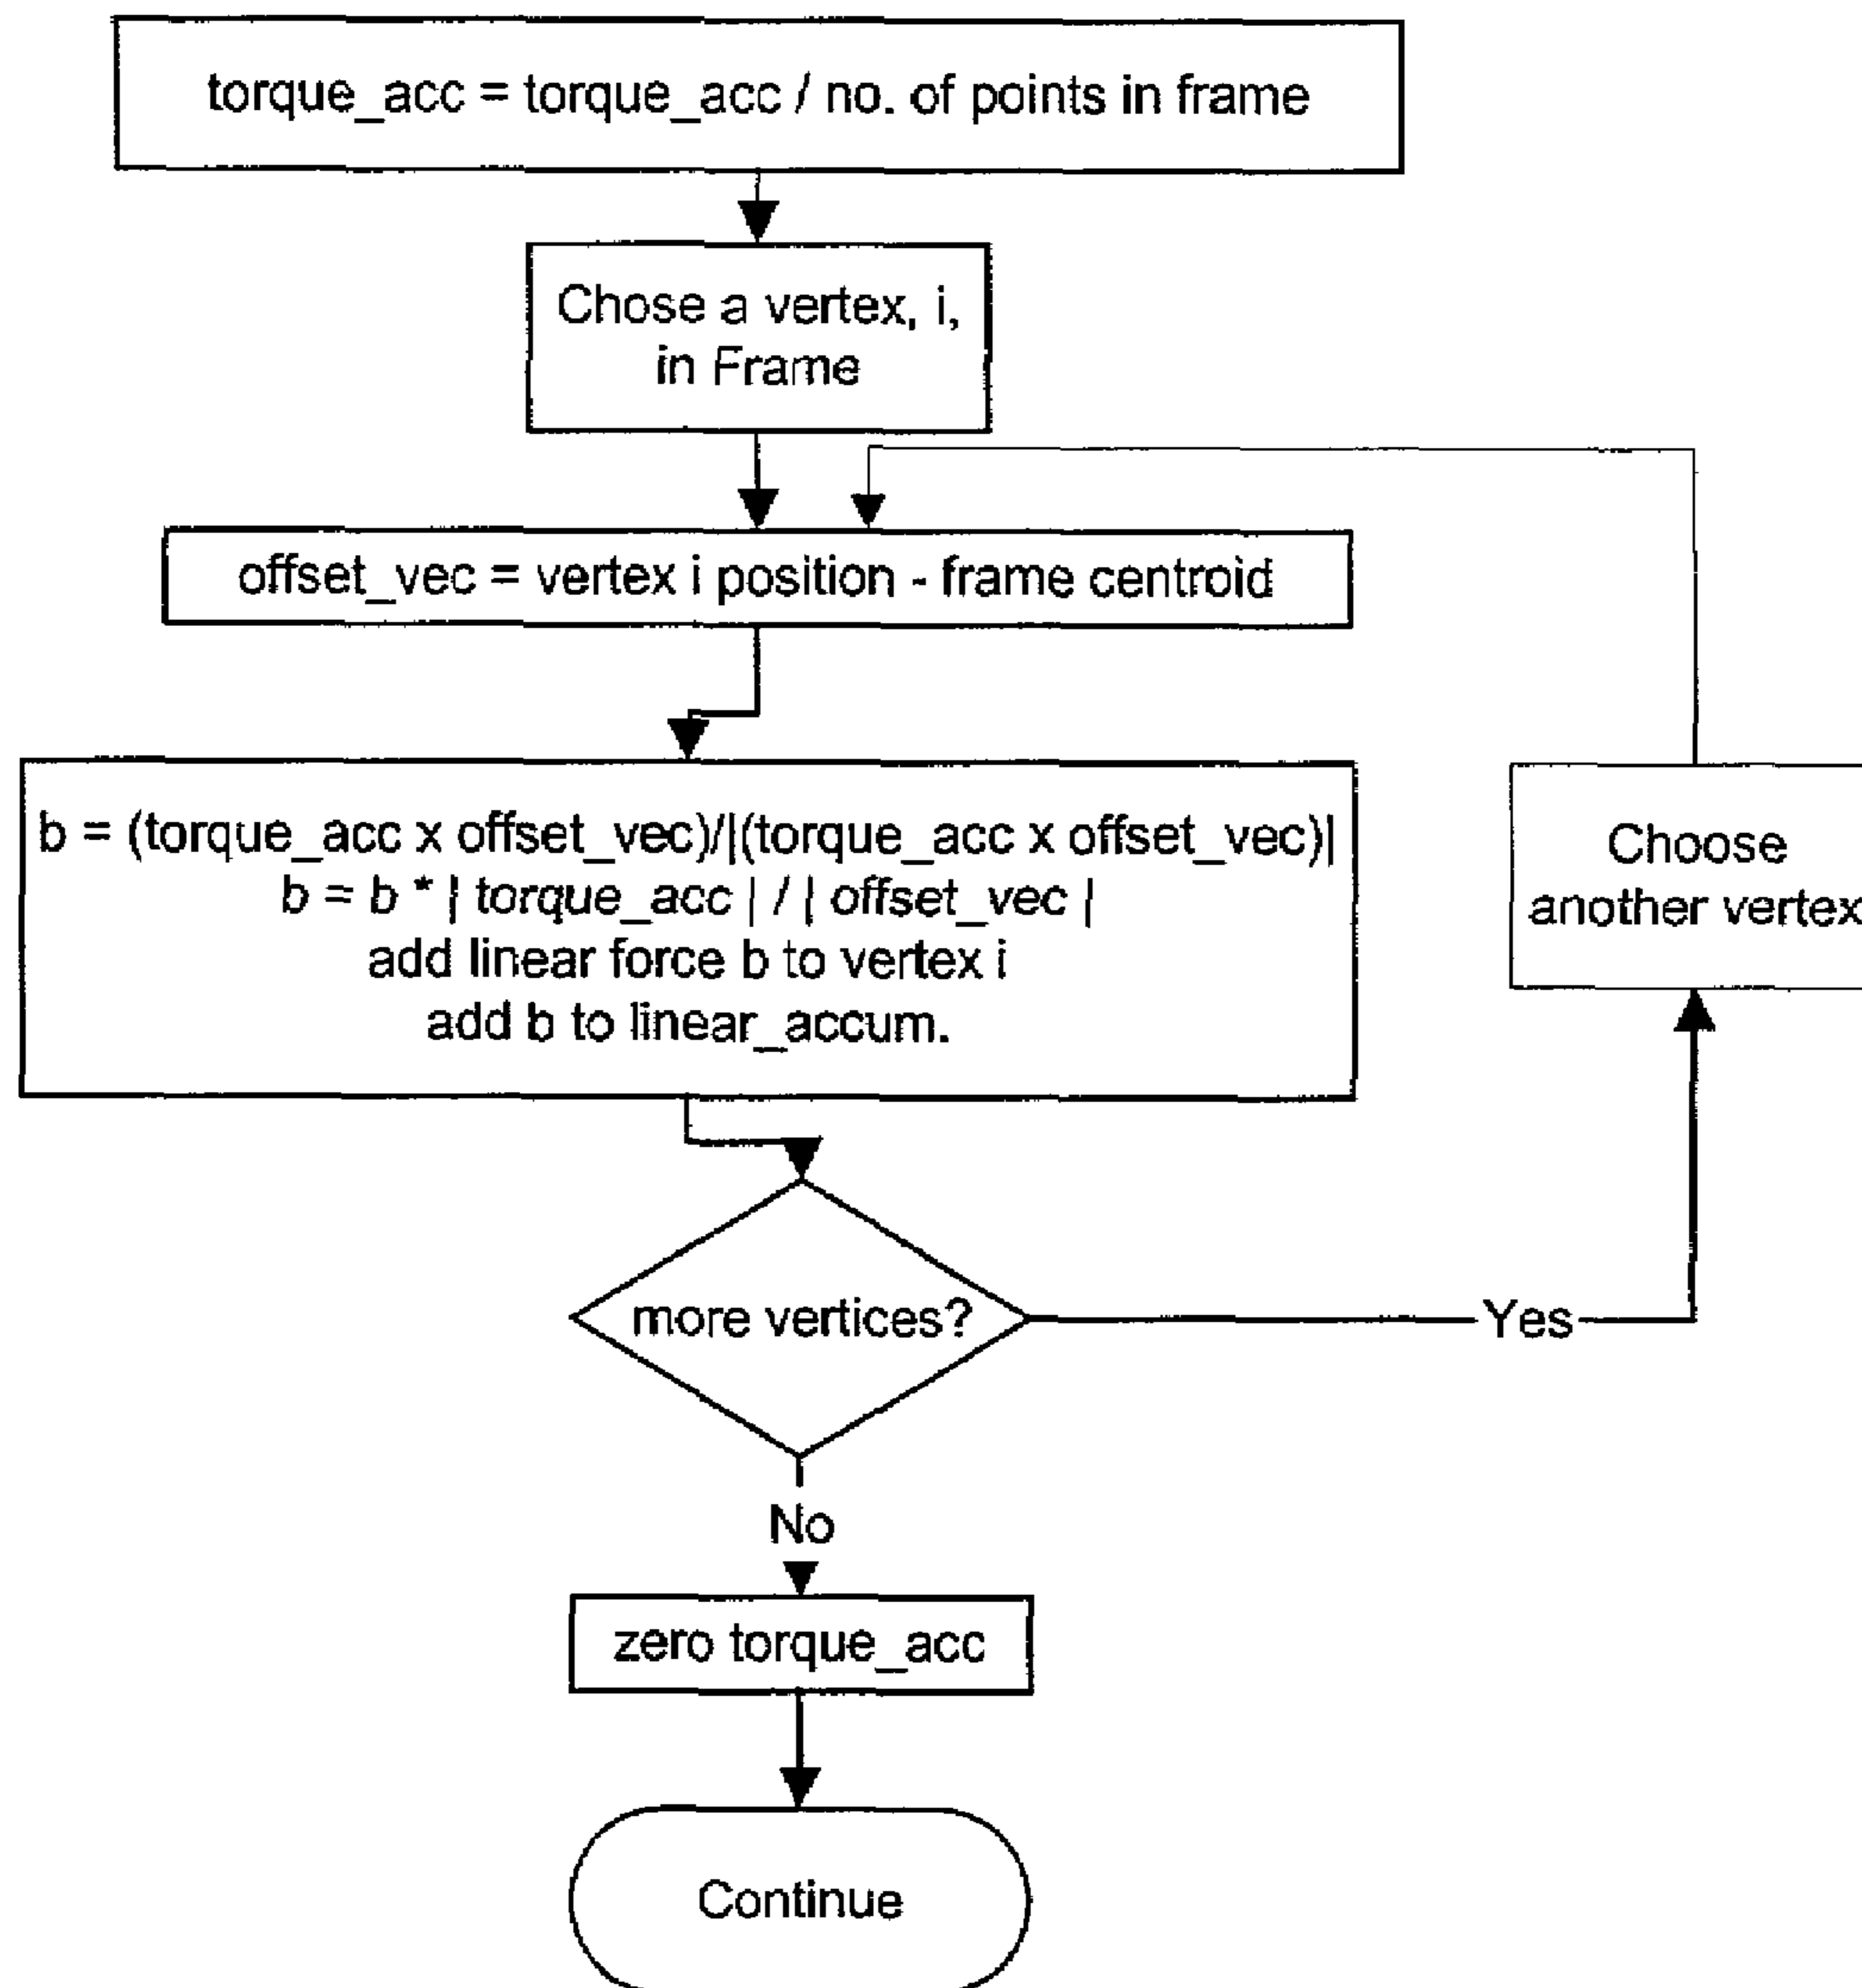 torque_acc = torque_acc / no. of points in frame
Chose a vertex, i,
in Frame
offset_vec = vertex i position - frame centroid
b = (torque_acc x offset_vec)/|(torque_acc x offset_vec)|
b = b * | torque_acc | / | offset_vec |
add linear force b to vertex i
add b to linear_accum.
Choose
another vertex
more vertices?
Yes
No
zero torque_acc
Continue